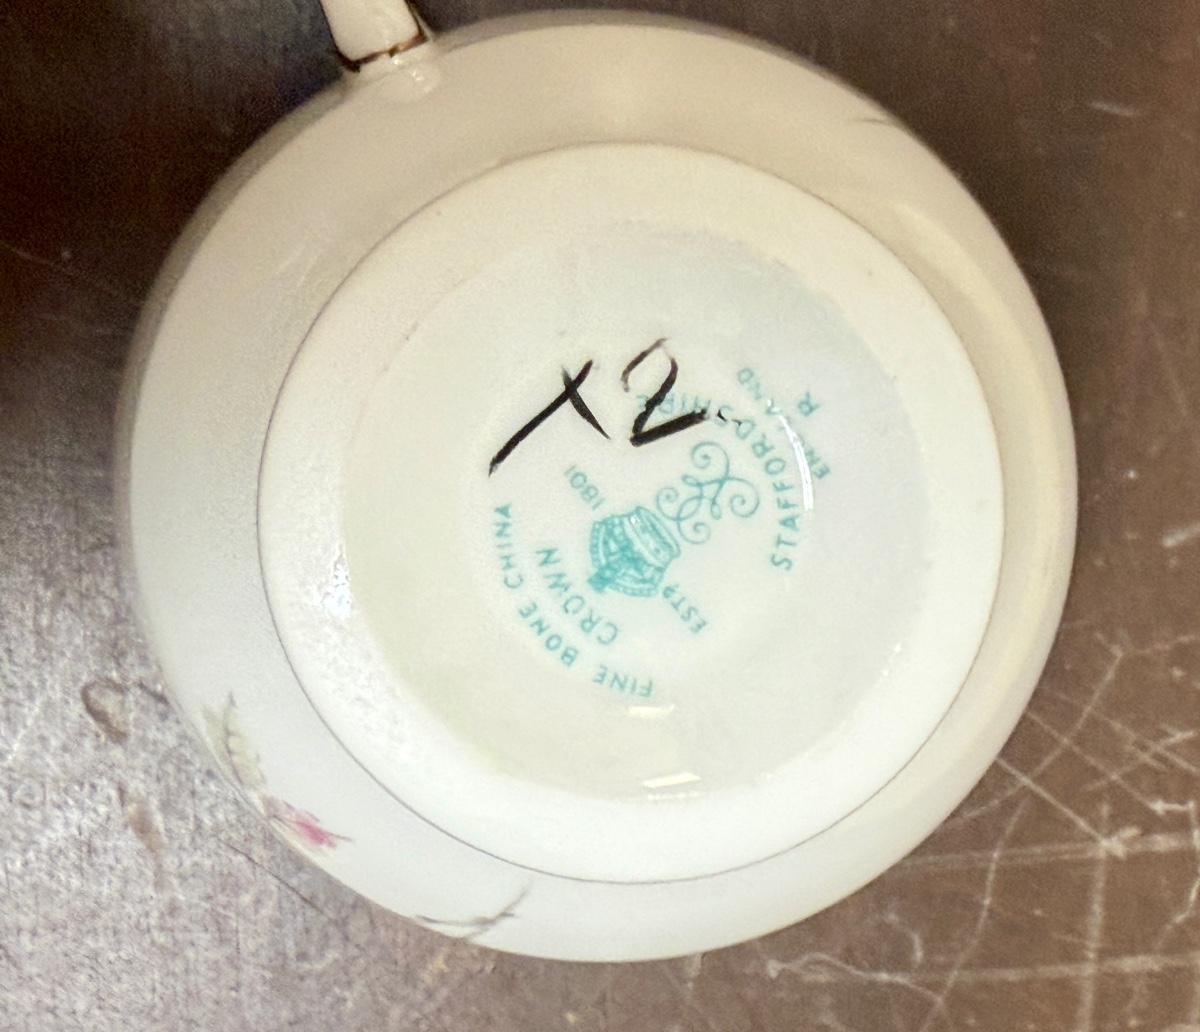 X2
FINE BONE CHINA
CROWN
ESTD 1801
STAFFORDSHIRE
ENGLAND